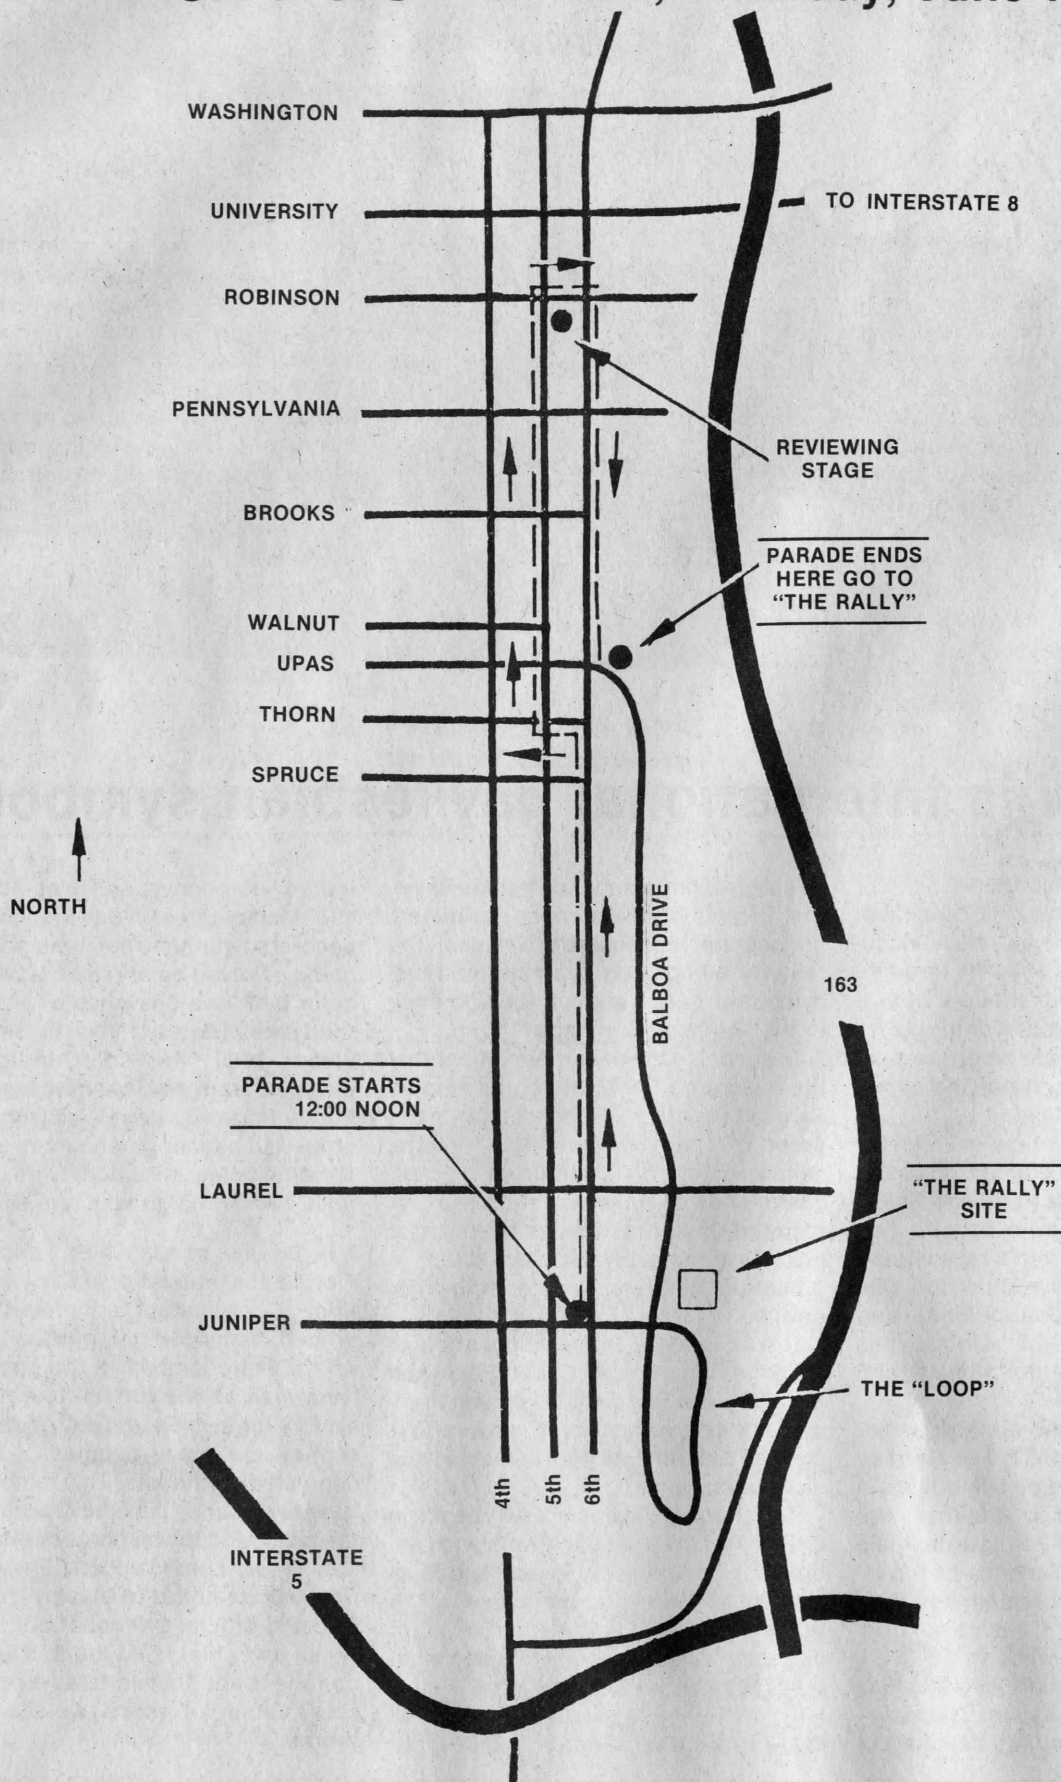 WASHINGTON
UNIVERSITY
TO INTERSTATE 8
ROBINSON
PENNSYLVANIA
REVIEWING
STAGE
BROOKS
PARADE ENDS
HERE GO TO
“THE RALLY”
WALNUT
UPAS
THORN
SPRUCE
NORTH
BALBOA DRIVE
163
PARADE STARTS
12:00 NOON
LAUREL
“THE RALLY”
SITE
JUNIPER
THE “LOOP”
4th
5th
6th
INTERSTATE
5